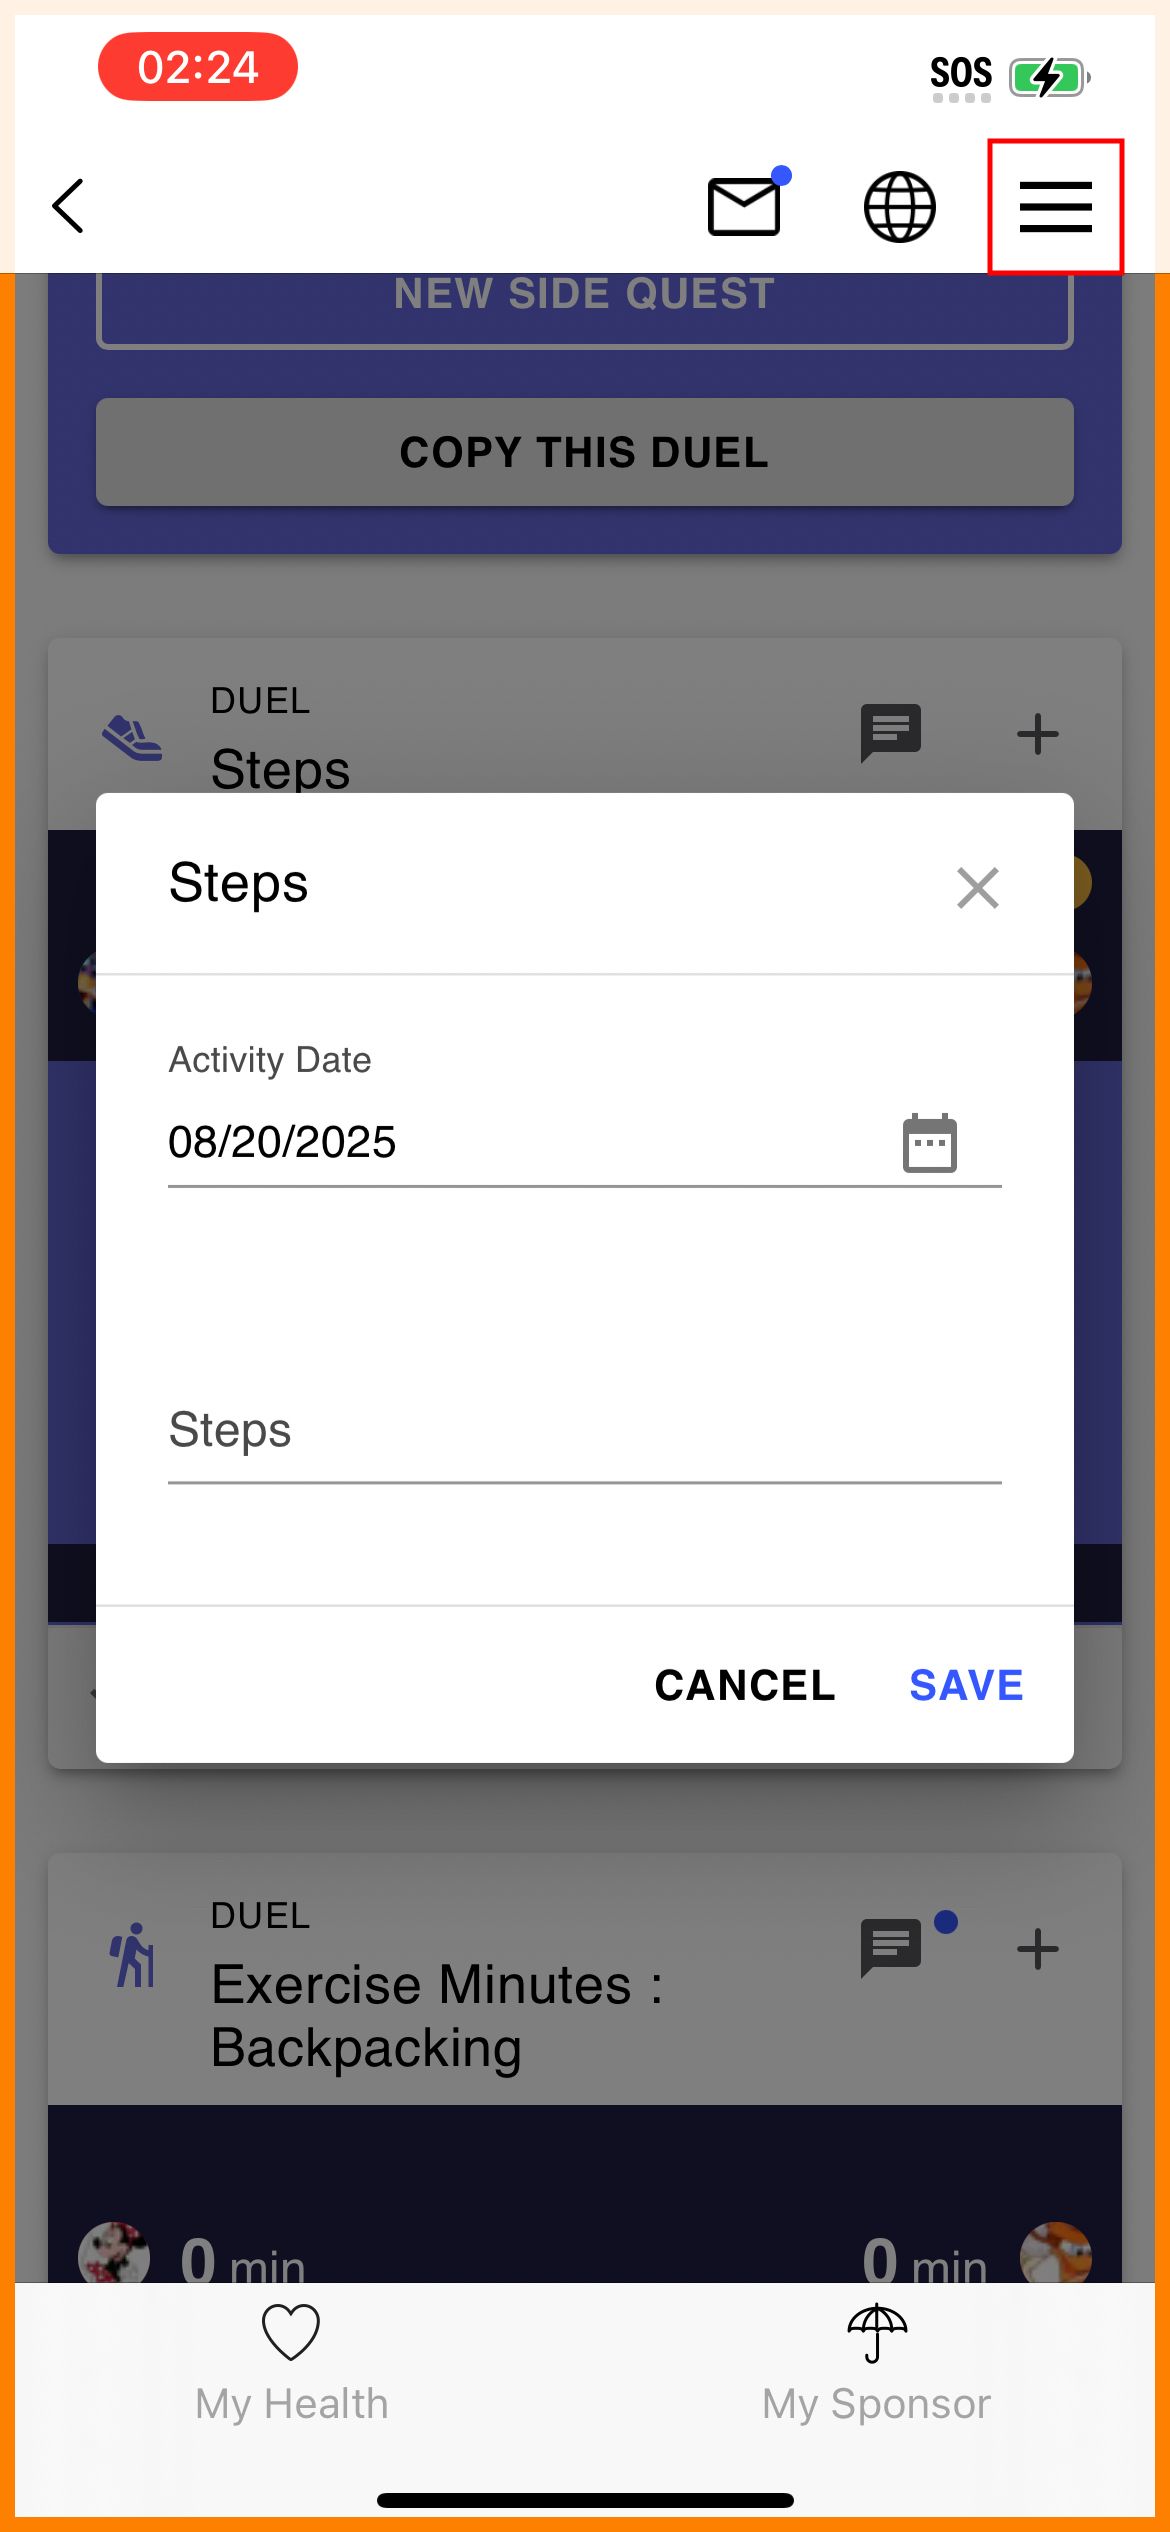 02:24
SOS
NEW SIDE QUEST
COPY THIS DUEL
DUEL
Steps
Steps
Activity Date
08/20/2025
Steps
CANCEL SAVE
DUEL
Exercise Minutes :
Backpacking
0 min 0 min
My Health My Sponsor